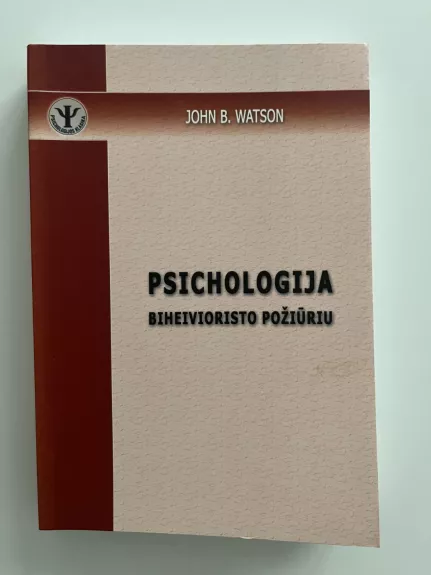 JOHN B. WATSON
Ψ
PSICHOLOGIJA
BIHEIVIORISTO POŽIŪRIU